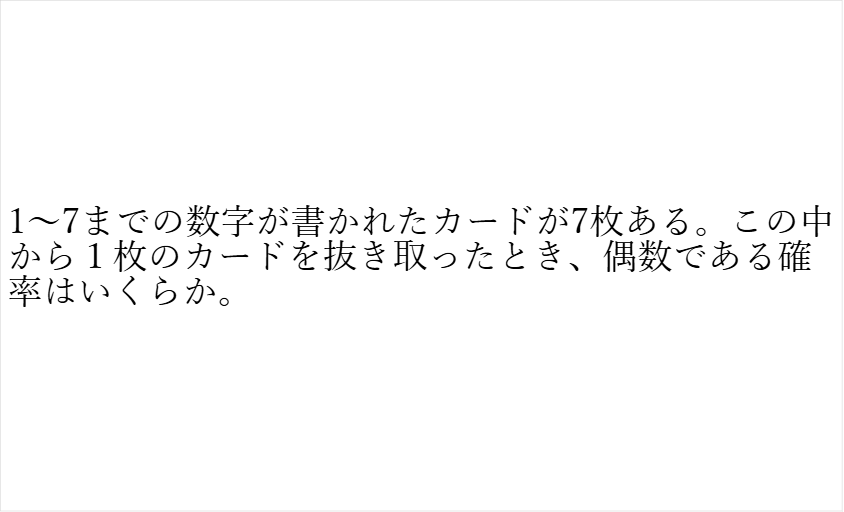 1〜7までの数字が書かれたカードが7枚ある。この中
から１枚のカードを抜き取ったとき、偶数である確
率はいくらか。